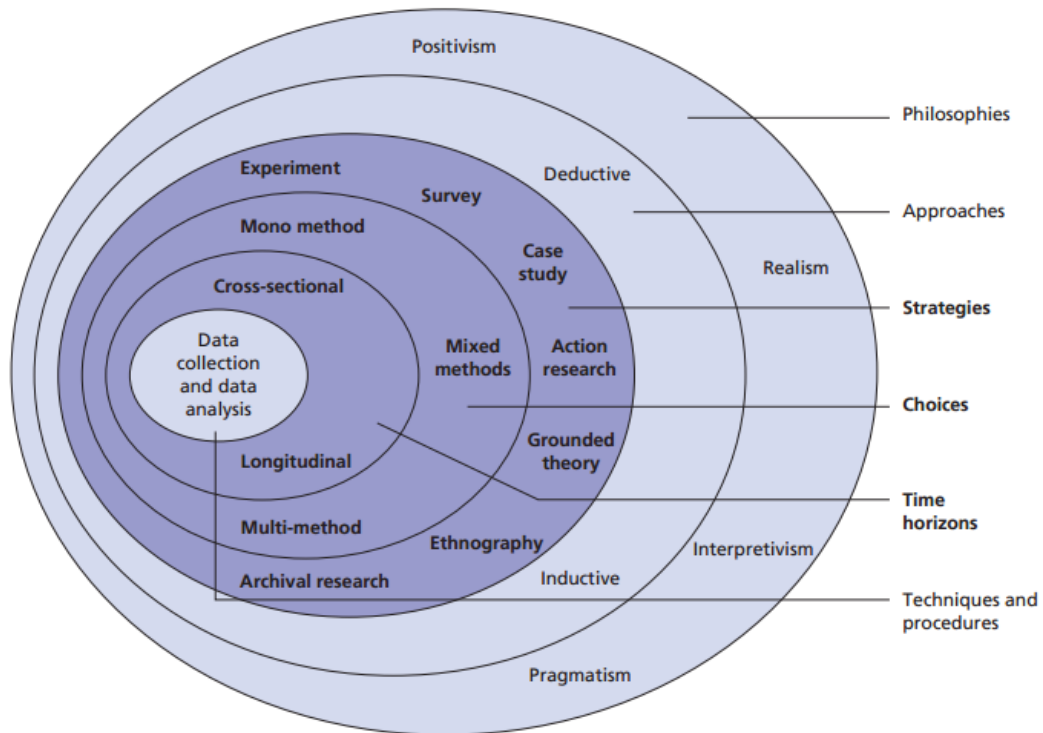 Positivism
Philosophies
Experiment
Deductive
Survey
Approaches
Mono method
Case
study
Realism
Cross-sectional
Strategies
Data
collection
and data
analysis
Mixed
methods
Action
research
Choices
Grounded
theory
Longitudinal
Time
horizons
Multi-method
Ethnography
Interpretivism
Archival research
Inductive
Techniques and
procedures
Pragmatism